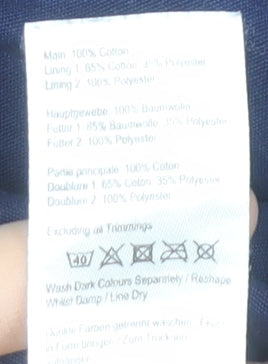 Main: 100% Cotton
Lining 1: 65% Cotton, 35% Polyester
Lining 2: 100% Polyester
Hauptgewebe: 100% Baumwolle
Futter 1: 65% Baumwolle, 35% Polyester
Futter 2: 100% Polyester
Partie principale: 100% Coton
Doublure 1: 65% Coton, 35% Polyester
Doublure 2: 100% Polyester
Excluding all Trimmings
40
Wash Dark Colours Separately / Reshape
Whilst Damp / Line Dry
Dunkle Farben getrennt waschen
in Form bringen / Zum Trocknen